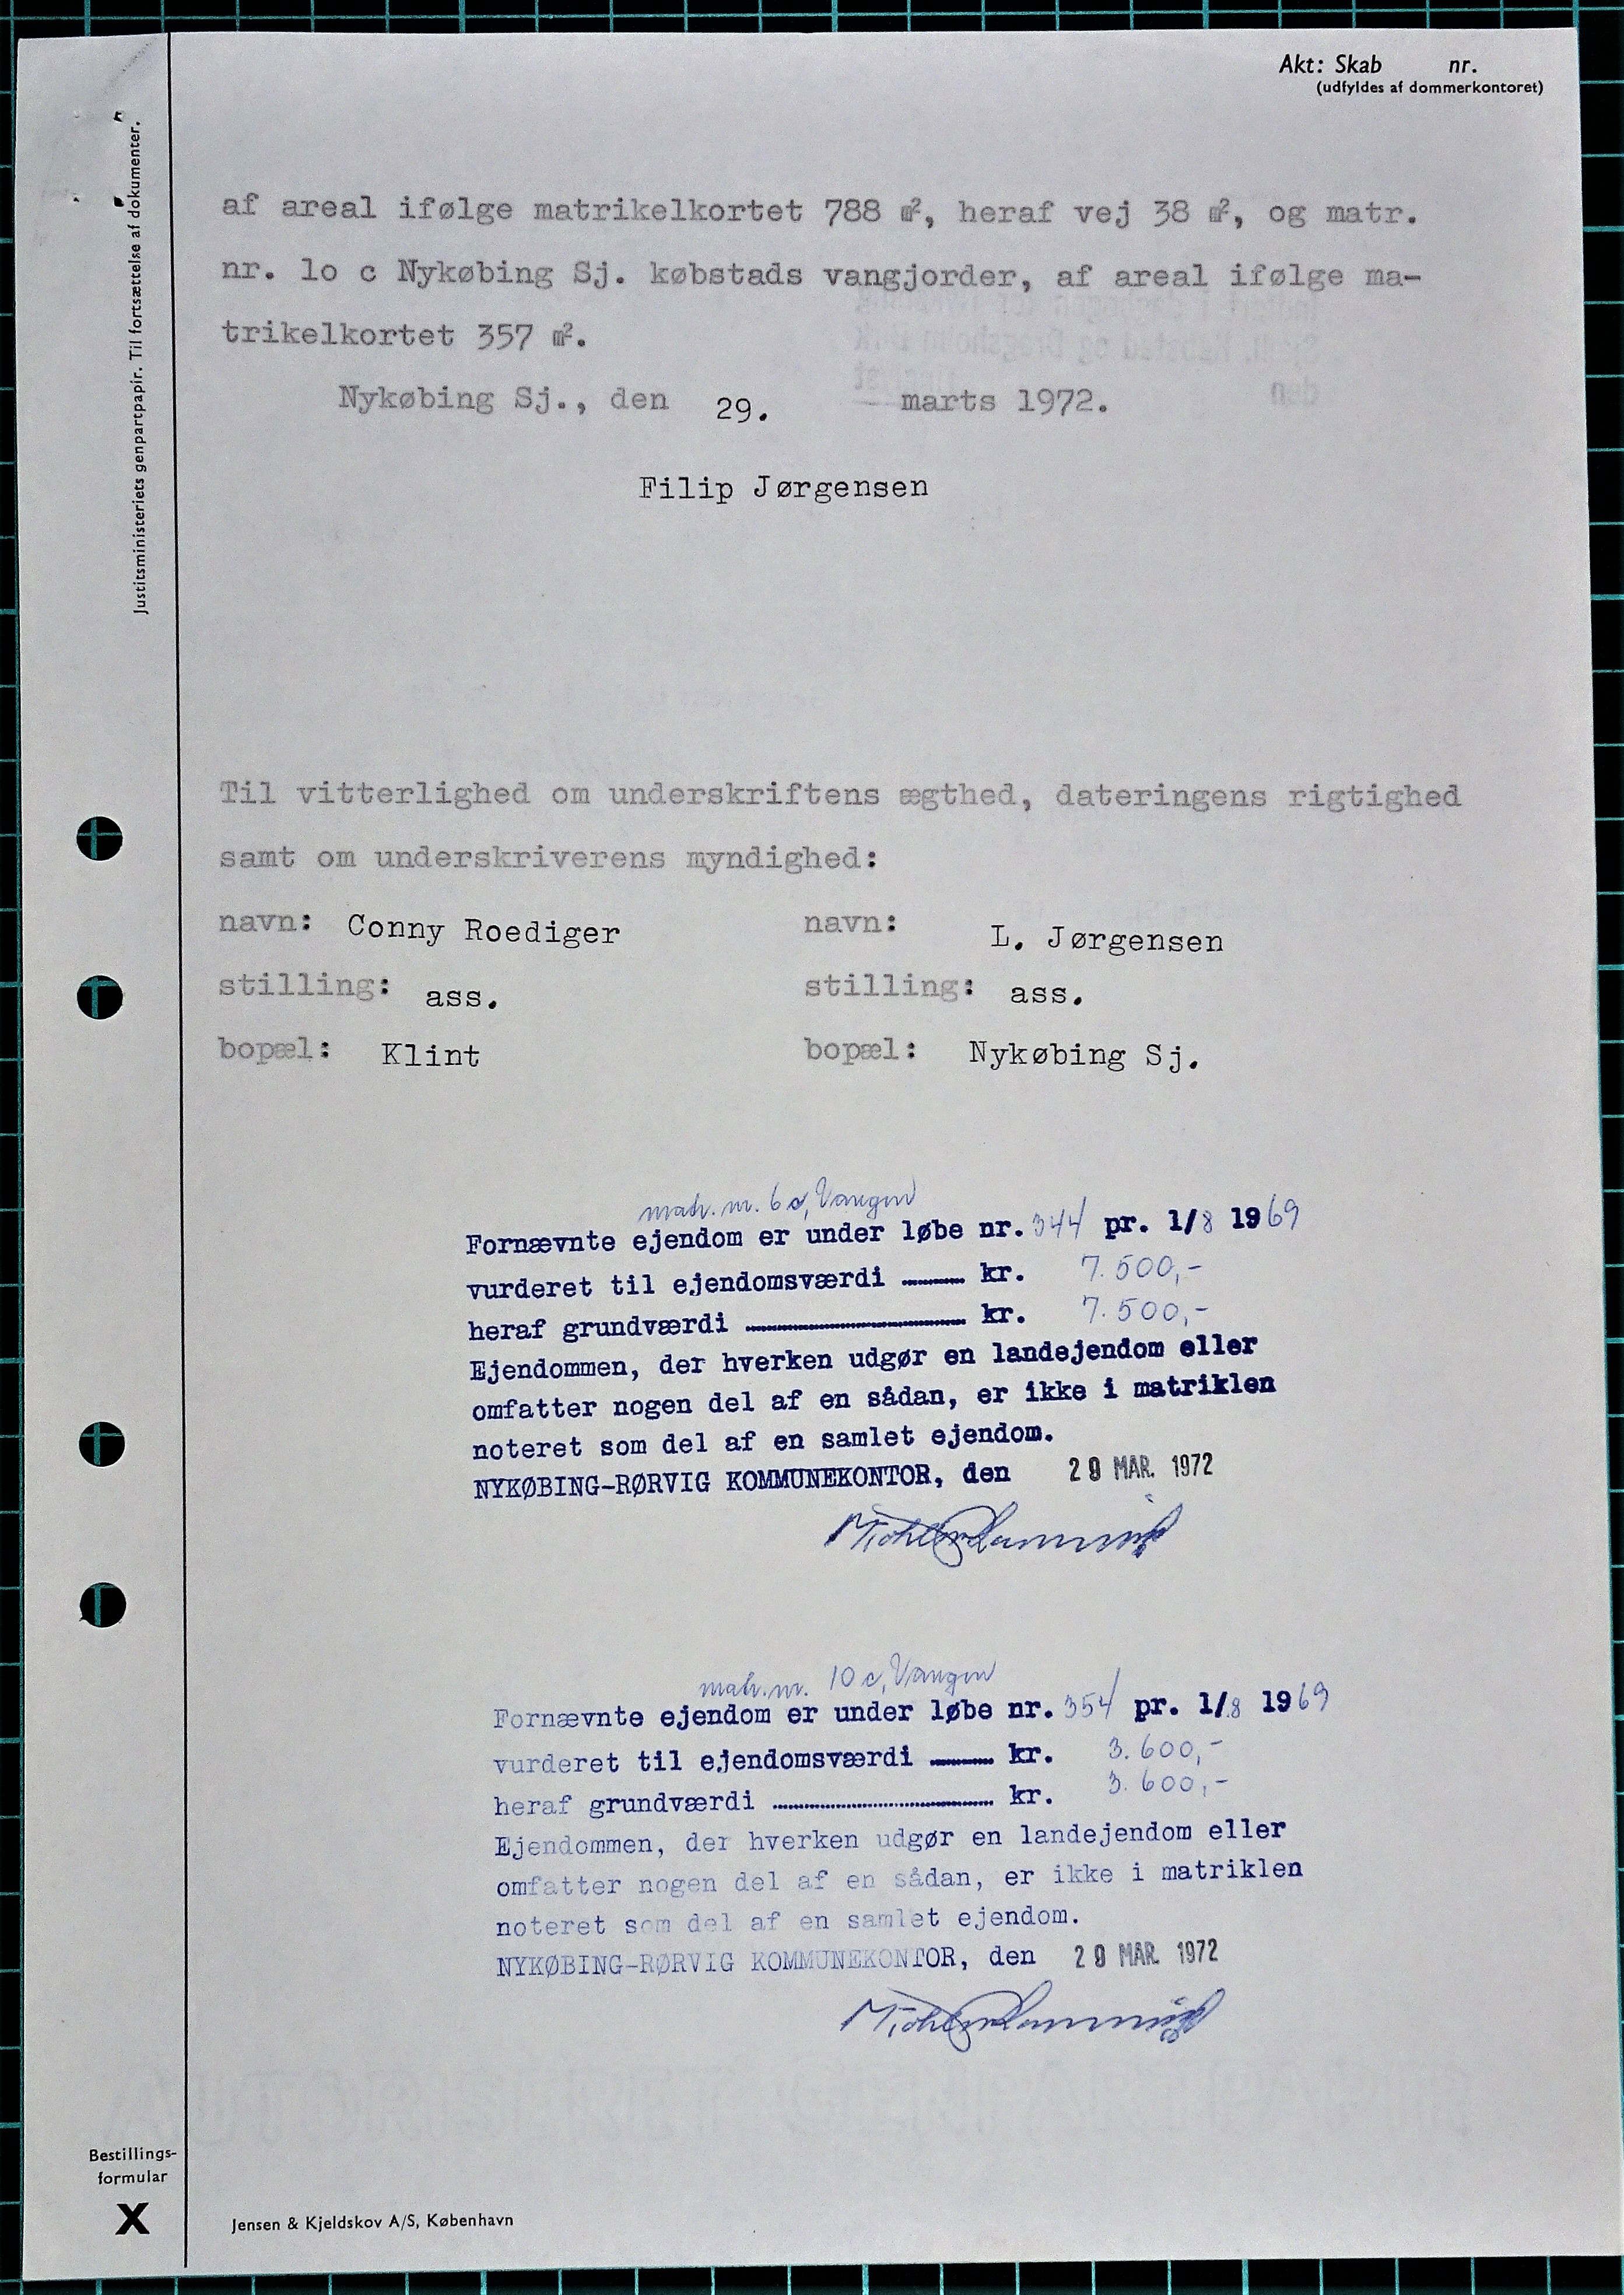 Akt: Skab nr.
(udfyldes af dommerkontoret)
Justitsministeriets genpartpapir. Til fortsættelse af dokumenter.
af areal ifølge matrikelkortet 788 m², heraf vej 38 m², og matr.
nr. lo c Nykøbing Sj. købstads vangjorder, af areal ifølge ma-
trikelkortet 357 m².
Nykøbing Sj., den 29. marts 1972.
Filip Jørgensen
Til vitterlighed om underskriftens ægthed, dateringens rigtighed
samt om underskriverens myndighed:
navn: Conny Roediger navn: L. Jørgensen
stilling: ass. stilling: ass.
bopæl: Klint bopæl: Nykøbing Sj.
matr. nr. 6 Vangen
Fornævnte ejendom er under løbe nr. 344 pr. 1/8 1969
vurderet til ejendomsværdi kr. 7.500,-
heraf grundværdi kr. 7.500,-
Ejendommen, der hverken udgør en landejendom eller
omfatter nogen del af en sådan, er ikke i matriklen
noteret som del af en samlet ejendom.
NYKØBING-RØRVIG KOMMUNEKONTOR, den 29 MAR. 1972
matr. nr. 10 c, Vangen
Fornævnte ejendom er under løbe nr. 354 pr. 1/8 1969
vurderet til ejendomsværdi kr. 3.600,-
heraf grundværdi kr. 3.600,-
Ejendommen, der hverken udgør en landejendom eller
omfatter nogen del af en sådan, er ikke i matriklen
noteret som del af en samlet ejendom.
NYKØBING-RØRVIG KOMMUNEKONTOR, den 29 MAR. 1972
Bestillings-
formular
X
Jensen & Kjeldskov A/S, København